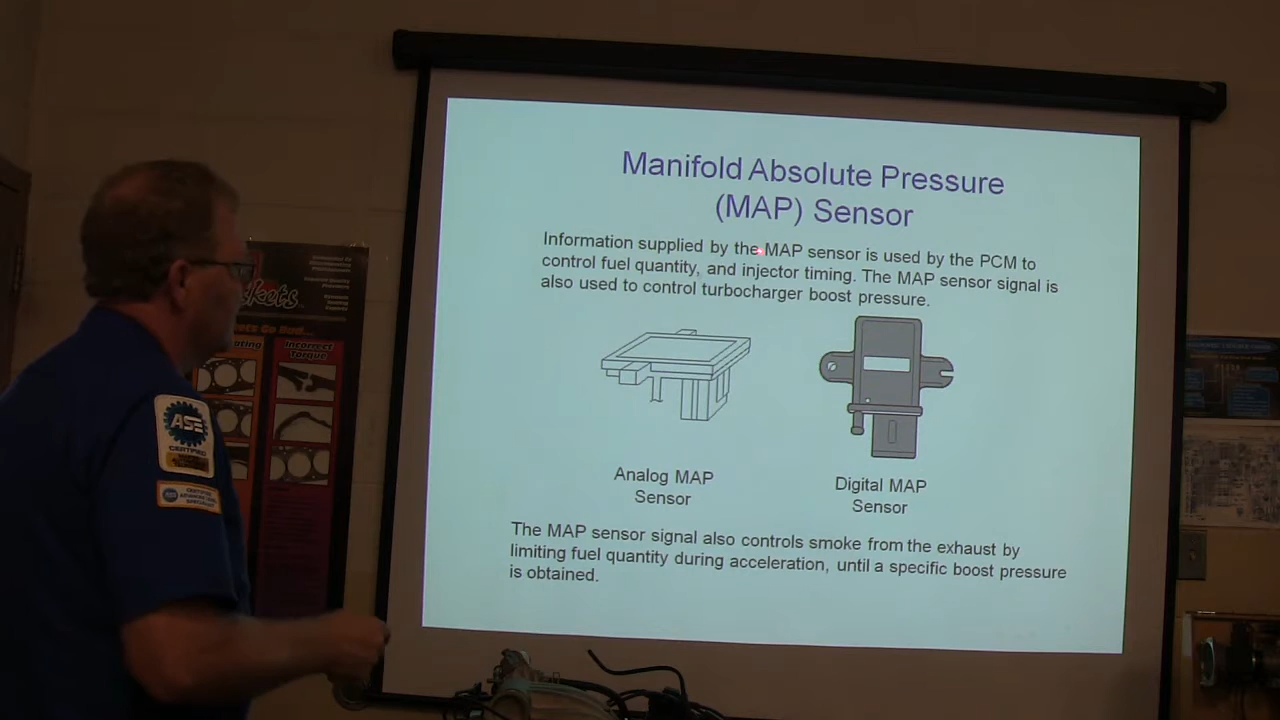 Manifold Absolute Pressure
(MAP) Sensor
Information supplied by the MAP sensor is used by the PCM to
control fuel quantity, and injector timing. The MAP sensor signal is
also used to control turbocharger boost pressure.
Analog MAP
Sensor
Digital MAP
Sensor
The MAP sensor signal also controls smoke from the exhaust by
limiting fuel quantity during acceleration, until a specific boost pressure
is obtained.
Incorrect
Torque
ASE
CERTIFIED